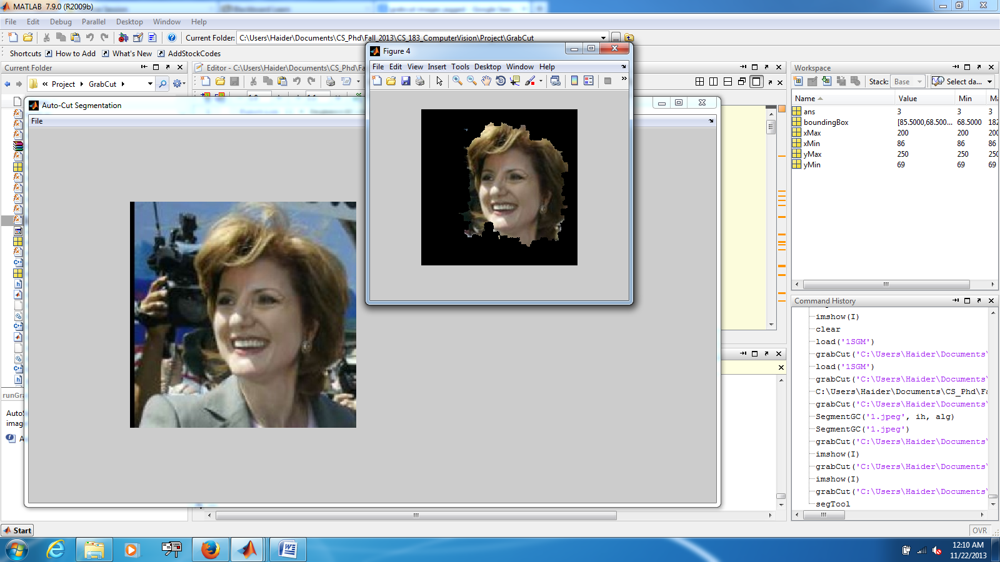 MATLAB 7.9.0 (R2009b)
File Edit Debug Parallel Desktop Window Help
Current Folder: C:\Users\Haider\Documents\CS_Phd\Fall_2013\CS_183_ComputerVision\Project\GrabCut
Shortcuts How to Add What's New AddStockCodes
Current Folder
« Project GrabCut
Editor - C:\Users\Haider\Documents\CS_Phd\Fa
Auto-Cut Segmentation
File
Figure 4
File Edit View Insert Tools Desktop Window Help
Workspace
Stack: Base Select da...
Name Value Min Ma
ans 3 3 3
boundingBox [85.5000,68.500... 68.5000 182
xMax 200 200 200
xMin 86 86 86
yMax 250 250 250
yMin 69 69 69
Command History
imshow(I)
clear
load('1SGM')
grabCut('C:\Users\Haider\Documents\
load('1SGM')
grabCut('C:\Users\Haider\Documents\
C:\Users\Haider\Documents\CS_Phd\Fa
grabCut('C:\Users\Haider\Documents\
SegmentGC('1.jpeg', ih, alg)
SegmentGC('1.jpeg')
grabCut('C:\Users\Haider\Documents\
imshow(I)
grabCut('C:\Users\Haider\Documents\
imshow(I)
grabCut('C:\Users\Haider\Documents\
segTool
runGra
AutoS
imag
A
Start
OVR
12:10 AM
11/22/2013